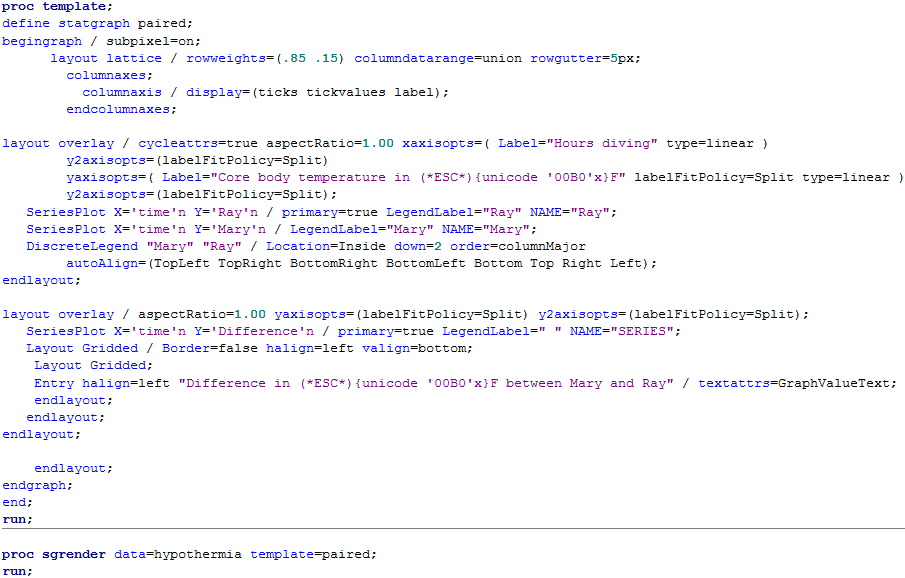 proc template;
define statgraph paired;
begingraph / subpixel=on;
layout lattice / rowweights=(.85 .15) columndatarange=union rowgutter=5px;
columnaxes;
columnaxis / display=(ticks tickvalues label);
endcolumnaxes;
layout overlay / cycleattrs=true aspectRatio=1.00 xaxisopts=( Label="Hours diving" type=linear )
y2axisopts=(labelFitPolicy=Split)
yaxisopts=( Label="Core body temperature in (*ESC*){unicode '00B0'x}F" labelFitPolicy=Split type=linear )
y2axisopts=(labelFitPolicy=Split);
SeriesPlot X='time'n Y='Ray'n / primary=true LegendLabel="Ray" NAME="Ray";
SeriesPlot X='time'n Y='Mary'n / LegendLabel="Mary" NAME="Mary";
DiscreteLegend "Mary" "Ray" / Location=Inside down=2 order=columnMajor
autoAlign=(TopLeft TopRight BottomRight BottomLeft Bottom Top Right Left);
endlayout;
layout overlay / aspectRatio=1.00 yaxisopts=(labelFitPolicy=Split) y2axisopts=(labelFitPolicy=Split);
SeriesPlot X='time'n Y='Difference'n / primary=true LegendLabel=" " NAME="SERIES";
Layout Gridded / Border=false halign=left valign=bottom;
Layout Gridded;
Entry halign=left "Difference in (*ESC*){unicode '00B0'x}F between Mary and Ray" / textattrs=GraphValueText;
endlayout;
endlayout;
endlayout;
endlayout;
endgraph;
end;
run;
proc sgrender data=hypothermia template=paired;
run;